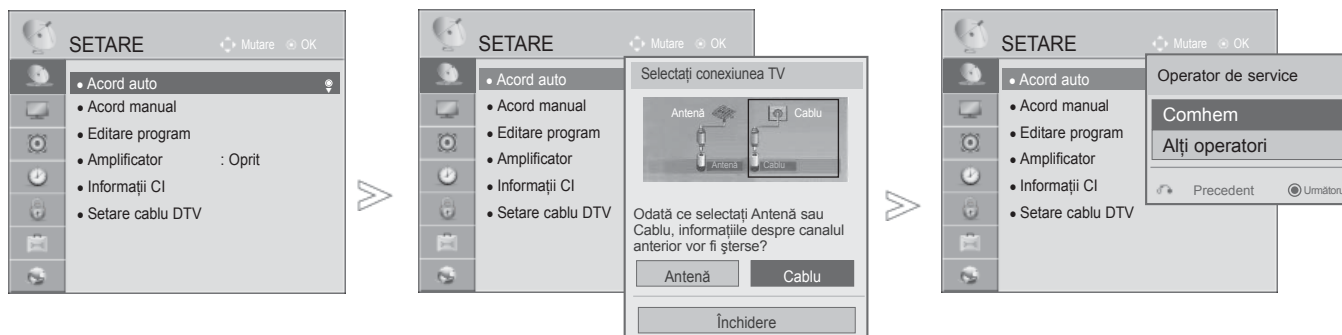 SETARE
Mutare OK
Acord auto
Acord manual
Editare program
Amplificator : Oprit
Informații CI
Setare cablu DTV
SETARE
Mutare OK
Acord auto
Acord manual
Editare program
Amplificator
Informații CI
Setare cablu DTV
Selectați conexiunea TV
Antenă Cablu
Antenă Cablu
Odată ce selectați Antenă sau
Cablu, informațiile despre canalul
anterior vor fi şterse?
Antenă Cablu
Închidere
SETARE
Mutare OK
Acord auto
Acord manual
Editare program
Amplificator
Informații CI
Setare cablu DTV
Operator de service
Comhem
Alți operatori
Precedent